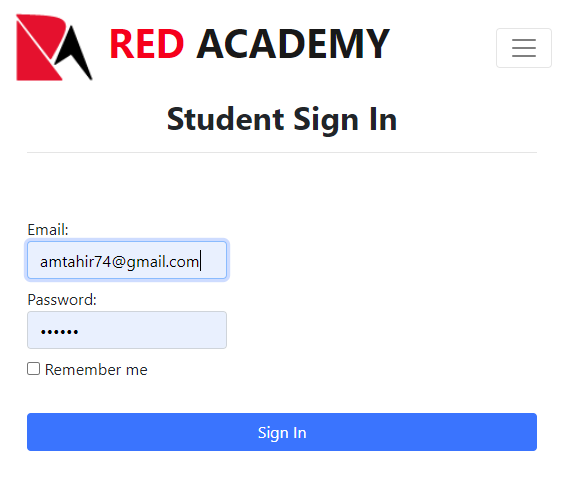 RED ACADEMY
Student Sign In
Email:
amtahir74@gmail.com
Password:
••••••
Remember me
Sign In